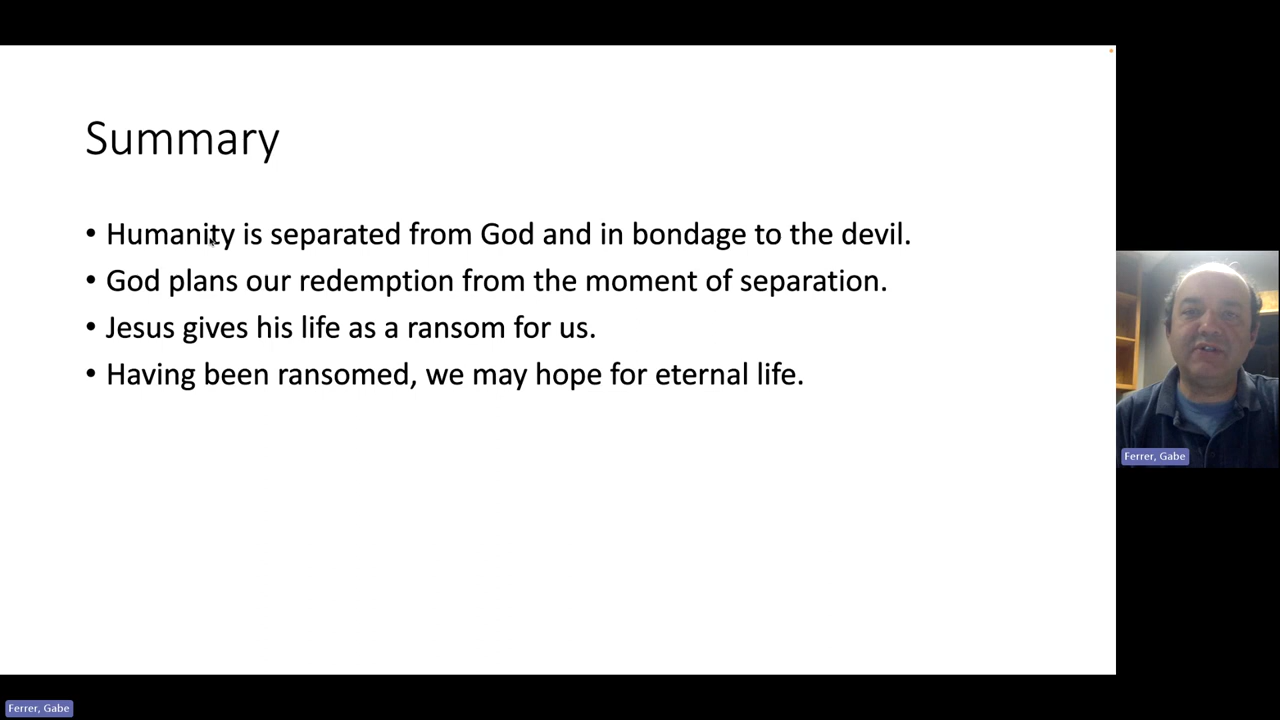 Summary
• Humanity is separated from God and in bondage to the devil.
• God plans our redemption from the moment of separation.
• Jesus gives his life as a ransom for us.
• Having been ransomed, we may hope for eternal life.
Ferrer, Gabe
Ferrer, Gabe